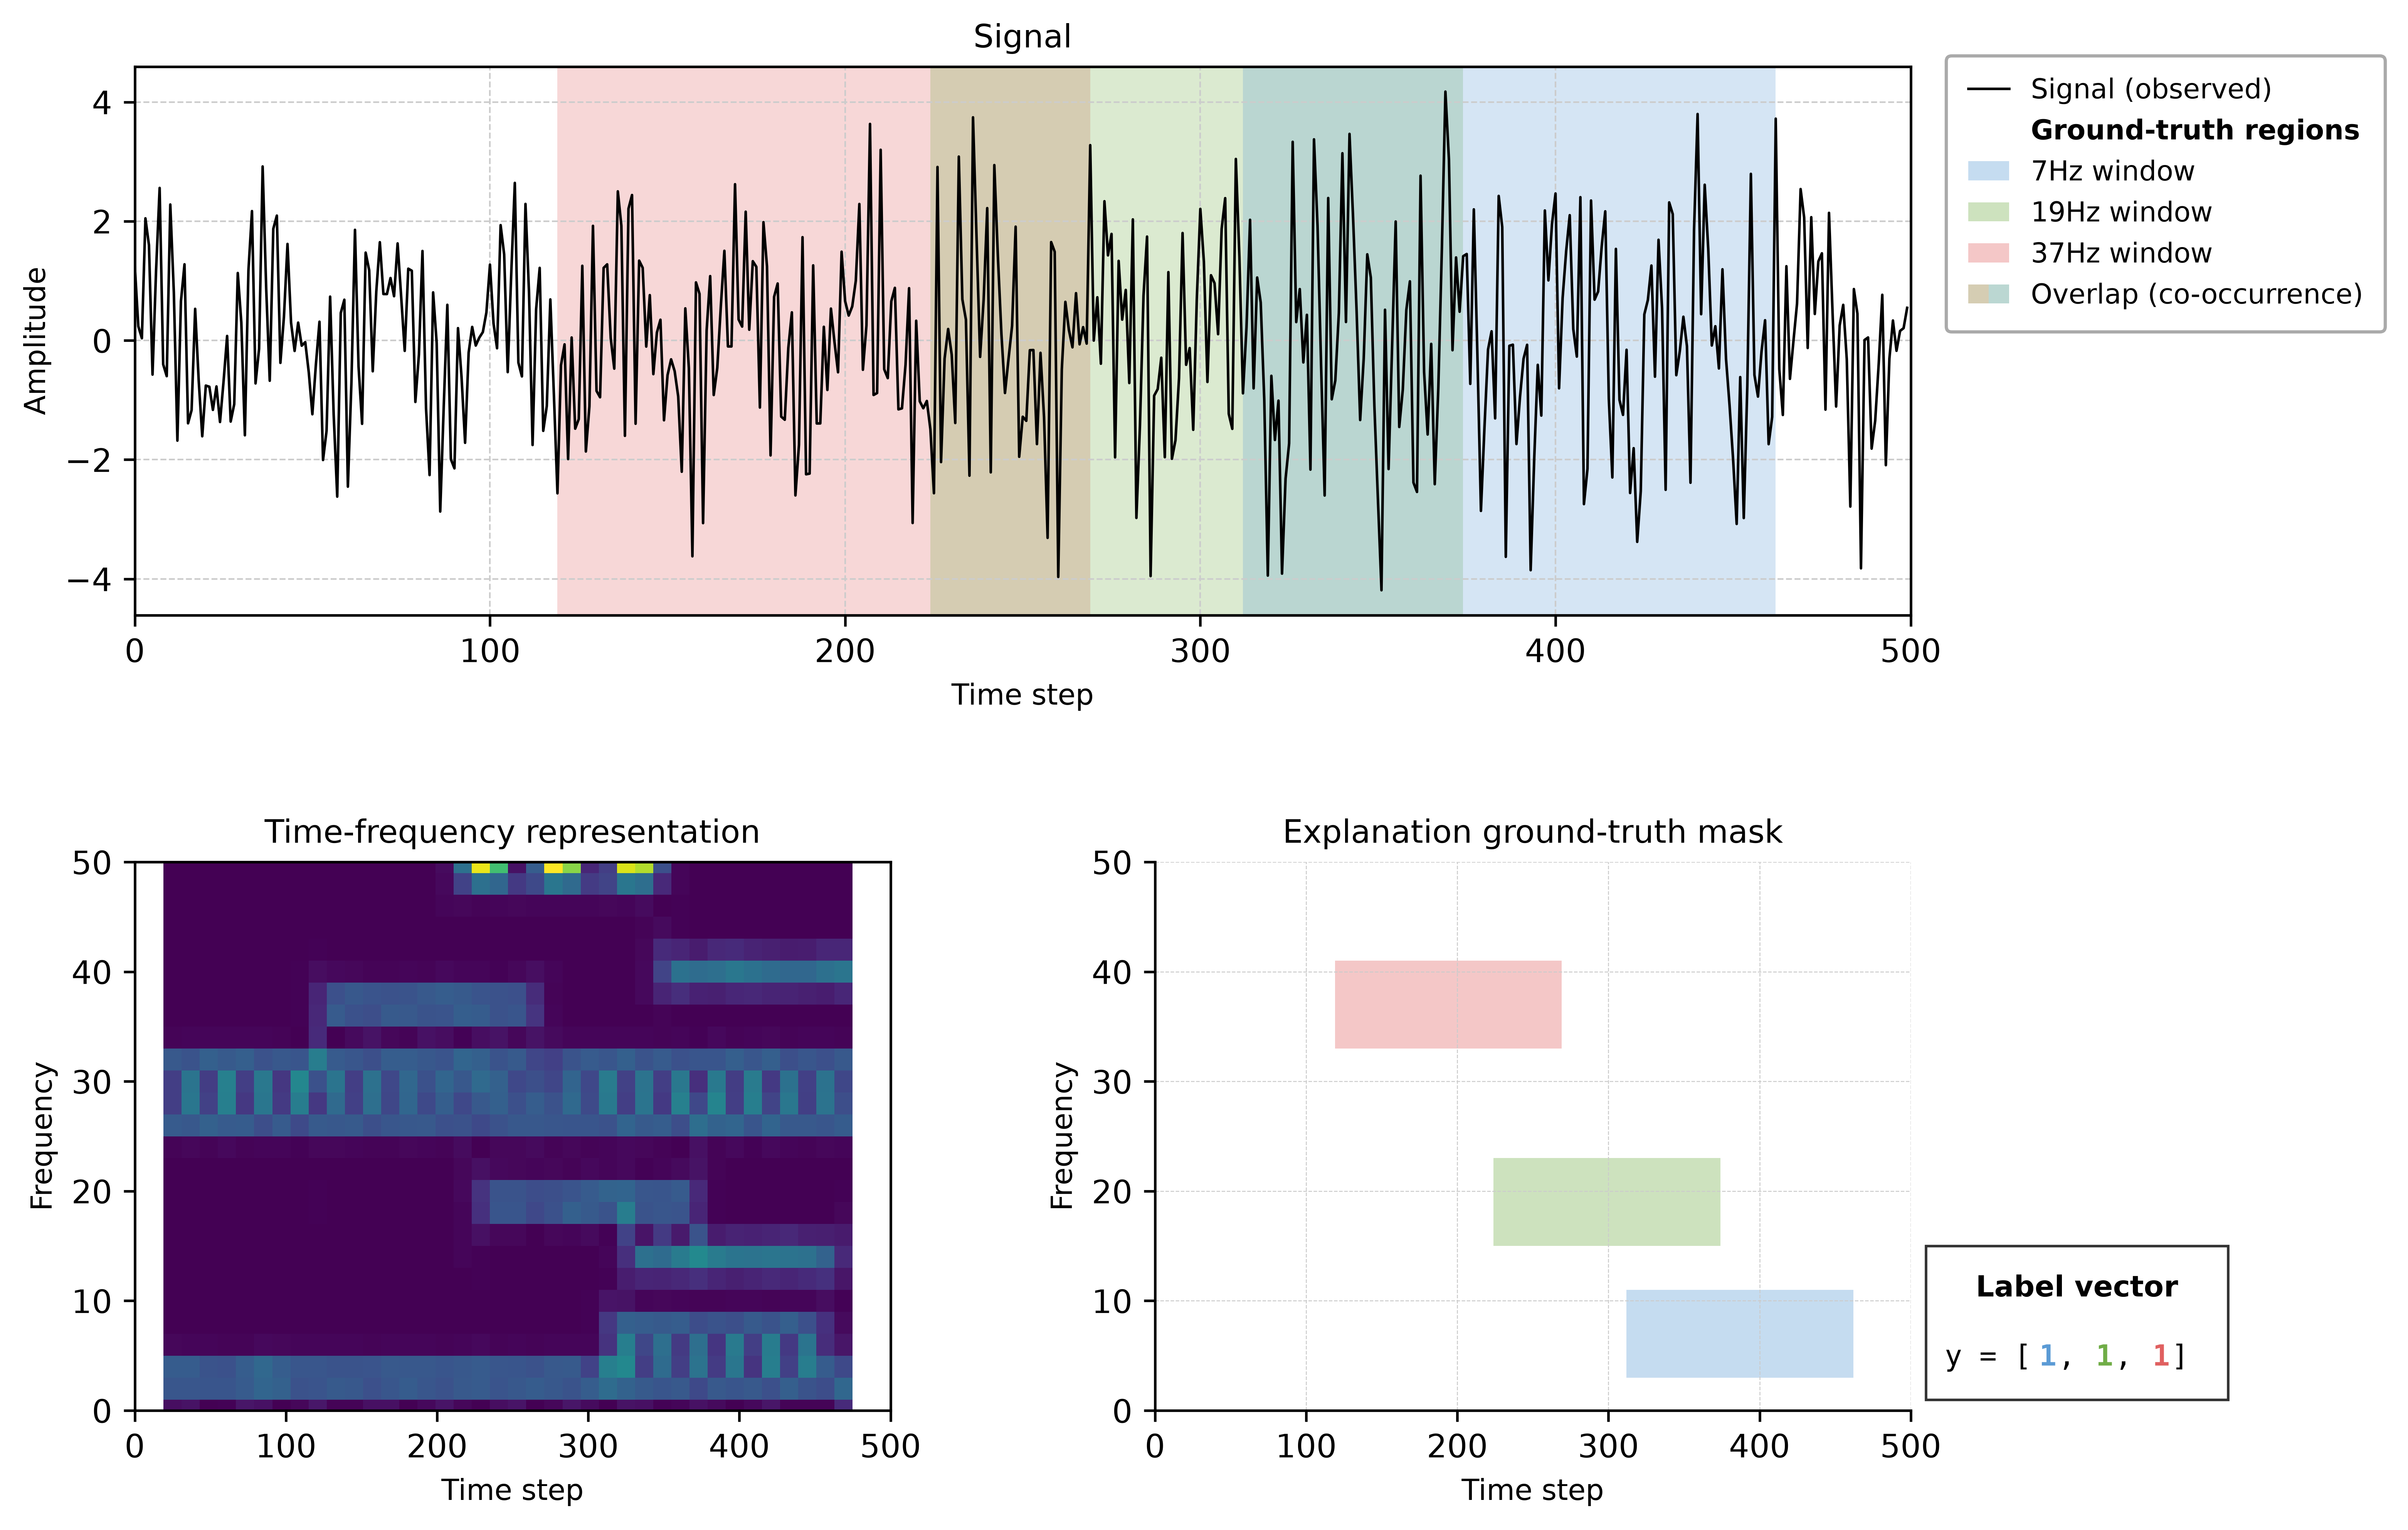 Signal
Amplitude
4
2
0
−2
−4
0 100 200 300 400 500
Time step
Signal (observed)
Ground-truth regions
7Hz window
19Hz window
37Hz window
Overlap (co-occurrence)
Time-frequency representation
Frequency
50
40
30
20
10
0
0 100 200 300 400 500
Time step
Explanation ground-truth mask
Frequency
50
40
30
20
10
0
0 100 200 300 400 500
Time step
Label vector
y = [1, 1, 1]